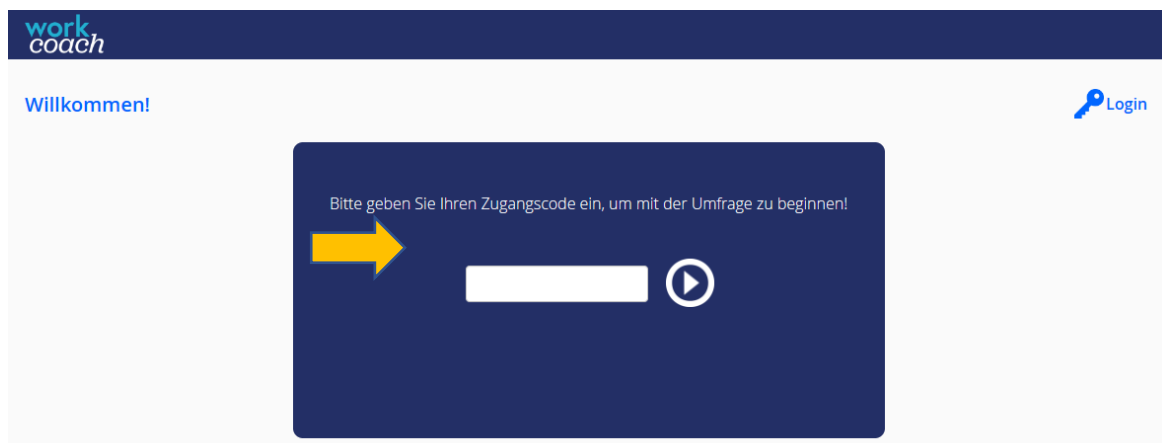 work
coach
Willkommen!
Login
Bitte geben Sie Ihren Zugangscode ein, um mit der Umfrage zu beginnen!